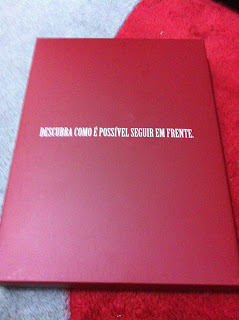 DESCUBRA COMO É POSSÍVEL SEGUIR EM FRENTE.